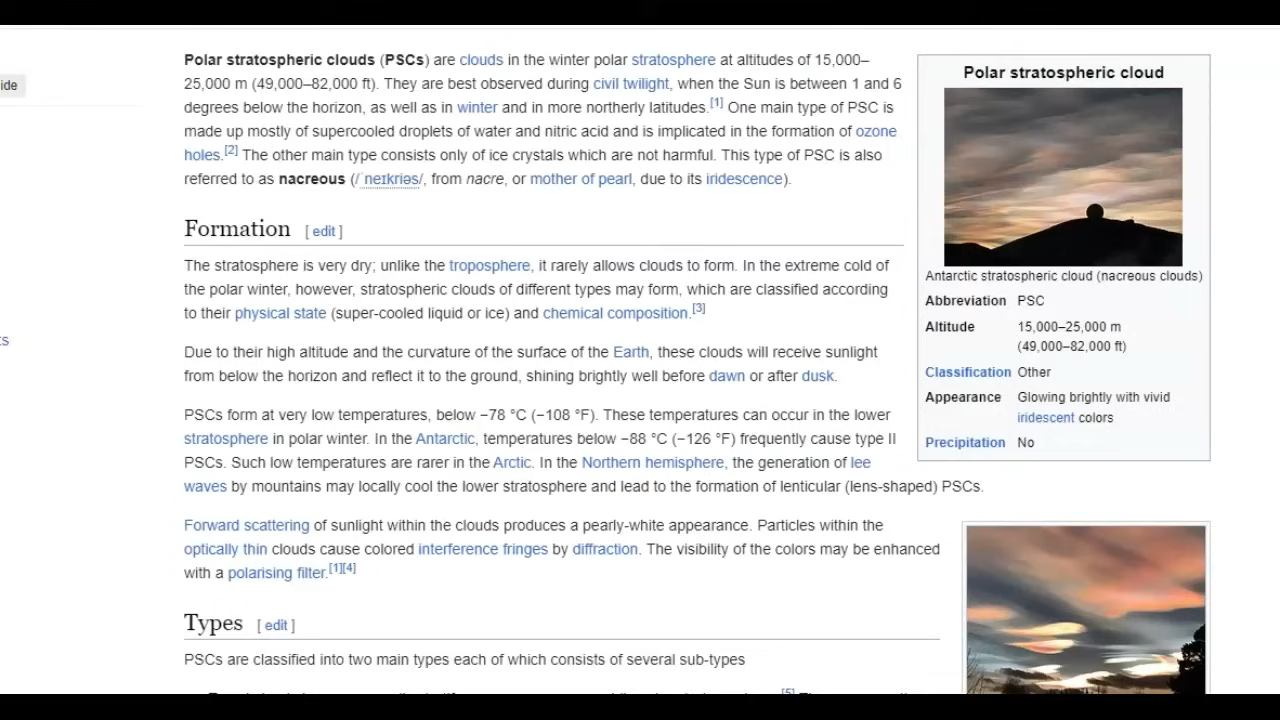 ide
ts
Polar stratospheric clouds (PSCs) are clouds in the winter polar stratosphere at altitudes of 15,000–
25,000 m (49,000–82,000 ft). They are best observed during civil twilight, when the Sun is between 1 and 6
degrees below the horizon, as well as in winter and in more northerly latitudes.[1] One main type of PSC is
made up mostly of supercooled droplets of water and nitric acid and is implicated in the formation of ozone
holes.[2] The other main type consists only of ice crystals which are not harmful. This type of PSC is also
referred to as nacreous (/ˈneɪkriəs/, from nacre, or mother of pearl, due to its iridescence).
Formation [ edit ]
The stratosphere is very dry; unlike the troposphere, it rarely allows clouds to form. In the extreme cold of
the polar winter, however, stratospheric clouds of different types may form, which are classified according
to their physical state (super-cooled liquid or ice) and chemical composition.[3]
Due to their high altitude and the curvature of the surface of the Earth, these clouds will receive sunlight
from below the horizon and reflect it to the ground, shining brightly well before dawn or after dusk.
PSCs form at very low temperatures, below −78 °C (−108 °F). These temperatures can occur in the lower
stratosphere in polar winter. In the Antarctic, temperatures below −88 °C (−126 °F) frequently cause type II
PSCs. Such low temperatures are rarer in the Arctic. In the Northern hemisphere, the generation of lee
waves by mountains may locally cool the lower stratosphere and lead to the formation of lenticular (lens-shaped) PSCs.
Forward scattering of sunlight within the clouds produces a pearly-white appearance. Particles within the
optically thin clouds cause colored interference fringes by diffraction. The visibility of the colors may be enhanced
with a polarising filter.[1][4]
Types [ edit ]
PSCs are classified into two main types each of which consists of several sub-types
[5]
Polar stratospheric cloud
Antarctic stratospheric cloud (nacreous clouds)
Abbreviation PSC
Altitude 15,000–25,000 m
(49,000–82,000 ft)
Classification Other
Appearance Glowing brightly with vivid
iridescent colors
Precipitation No